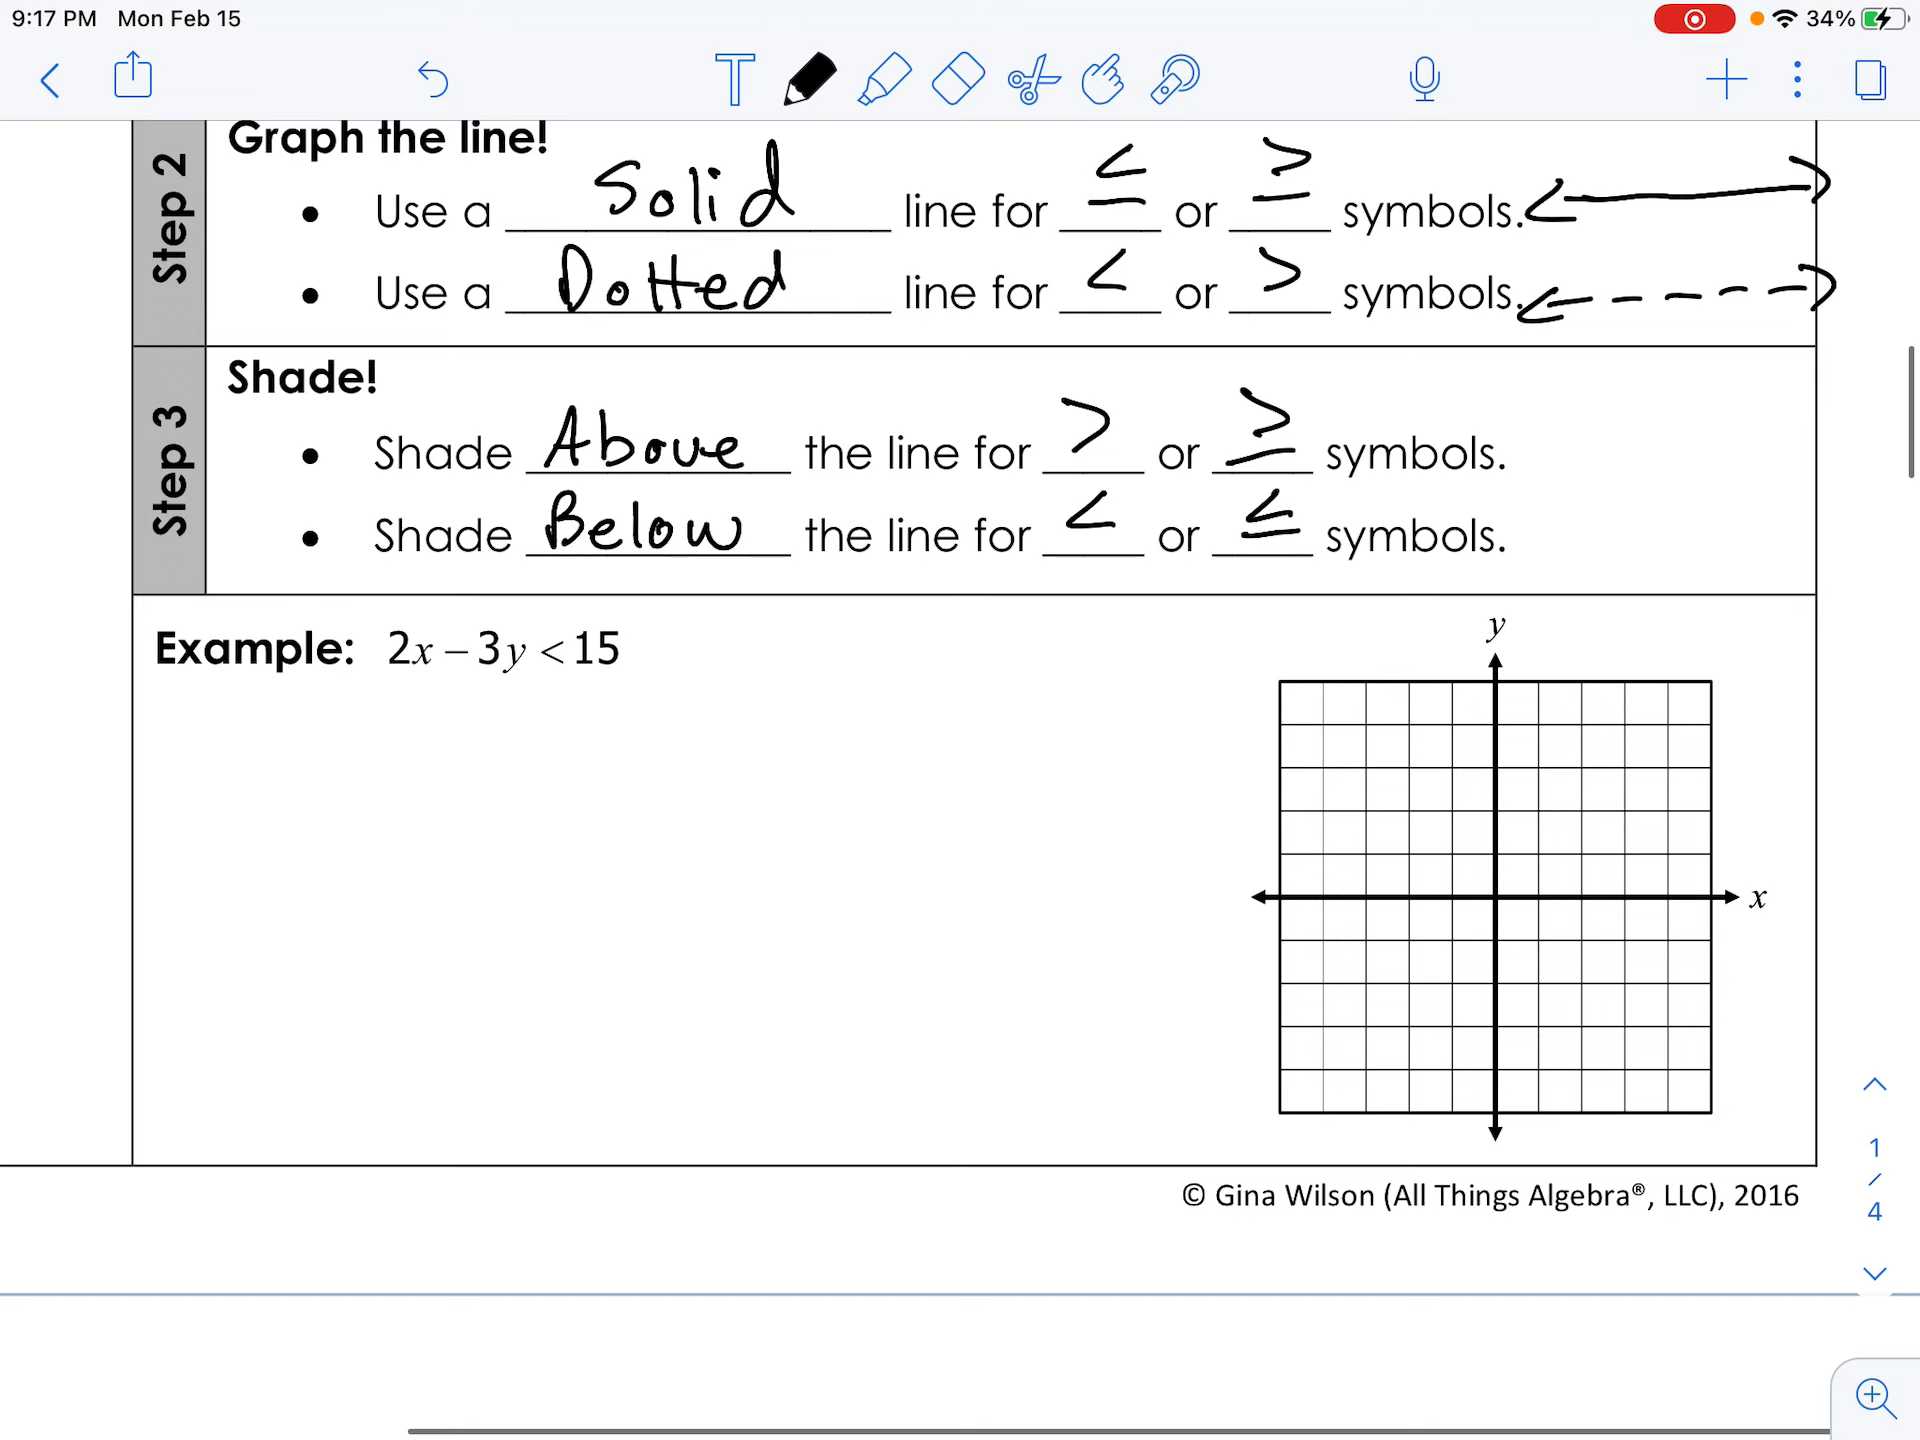 9:17 PM Mon Feb 15 34%
T
Step 2
Graph the line!
• Use a Solid line for ≤ or ≥ symbols.
• Use a Dotted line for < or > symbols.
Step 3
Shade!
• Shade Above the line for > or ≥ symbols.
• Shade Below the line for < or ≤ symbols.
Example: 2x – 3y < 15
y
x
© Gina Wilson (All Things Algebra®, LLC), 2016
1
/
4